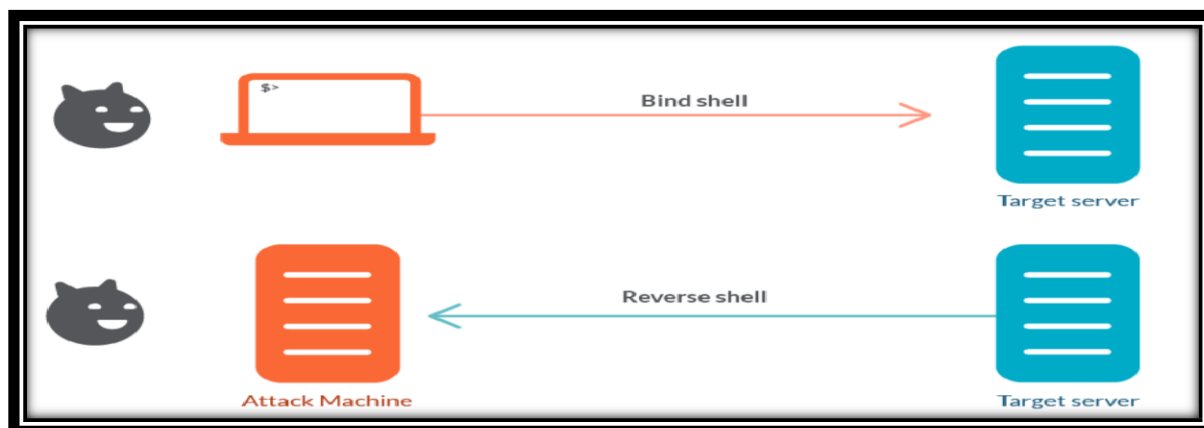 $>
Bind shell
Target server
Reverse shell
Attack Machine
Target server